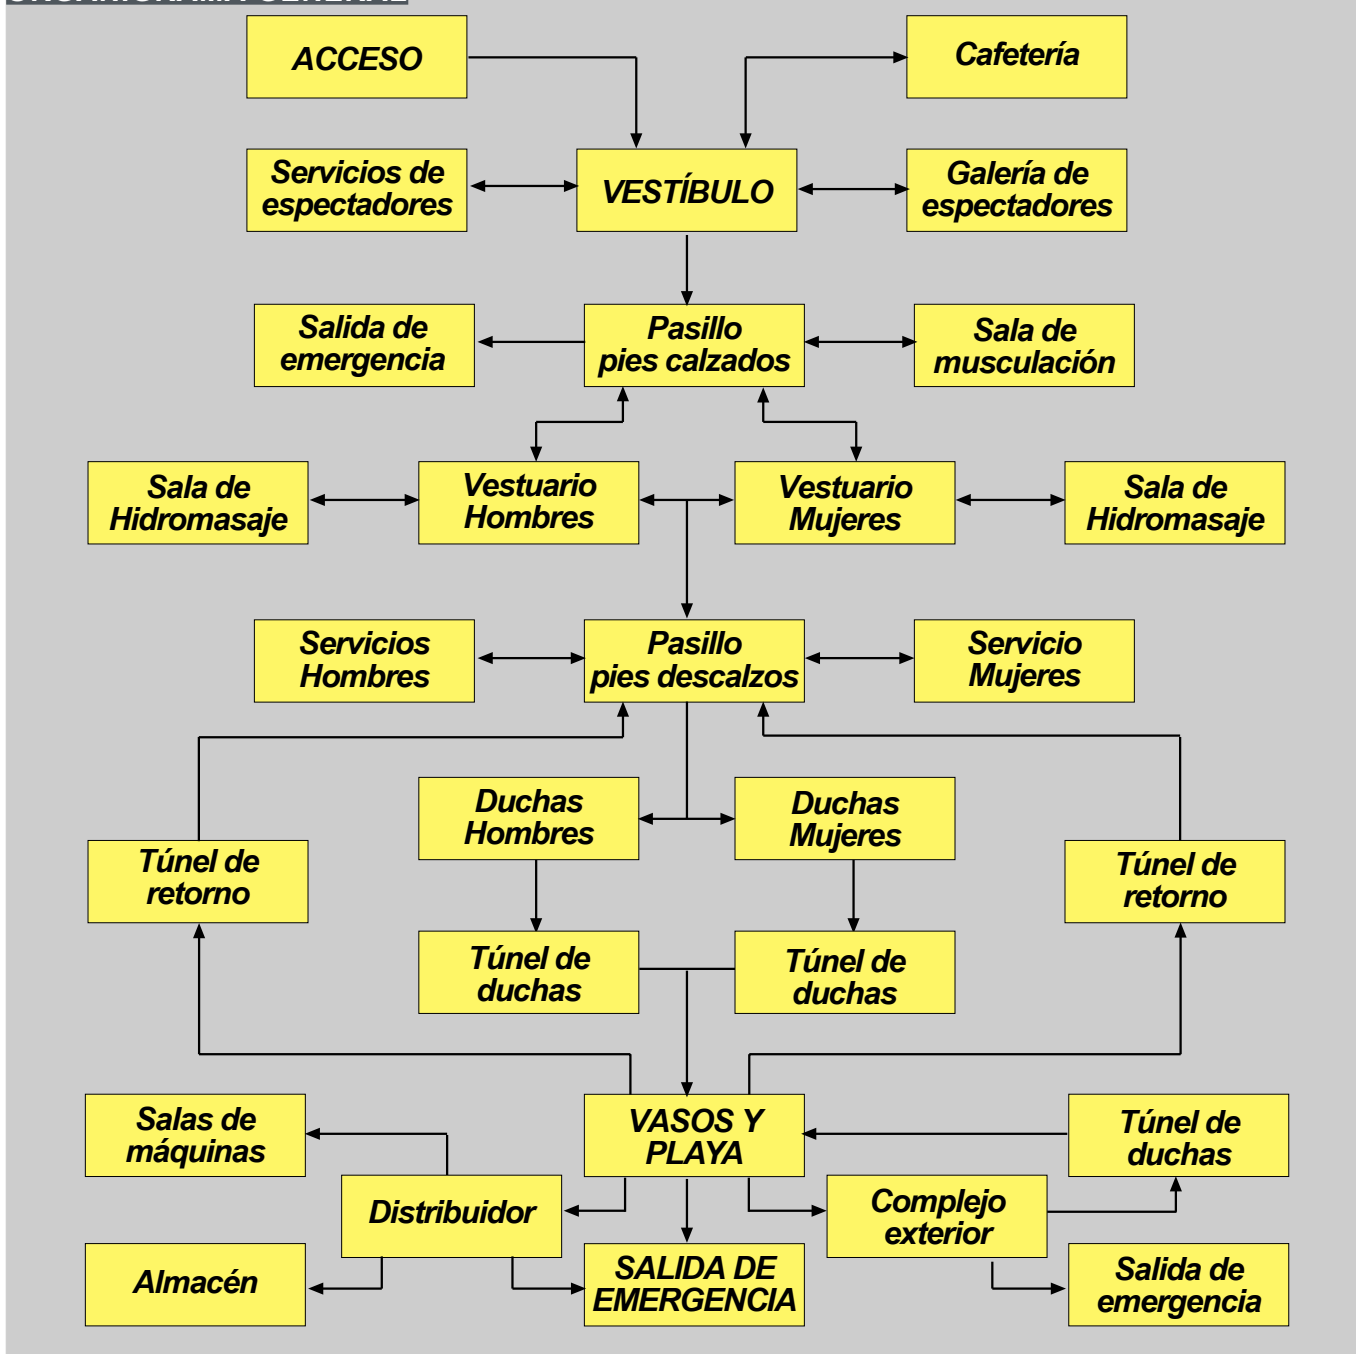 ORGANIGRAMA GENERAL
ACCESO
Cafetería
Servicios de
espectadores
VESTÍBULO
Galería de
espectadores
Salida de
emergencia
Pasillo
pies calzados
Sala de
musculación
Sala de
Hidromasaje
Vestuario
Hombres
Vestuario
Mujeres
Sala de
Hidromasaje
Servicios
Hombres
Pasillo
pies descalzos
Servicio
Mujeres
Duchas
Hombres
Duchas
Mujeres
Túnel de
retorno
Túnel de
retorno
Túnel de
duchas
Túnel de
duchas
Salas de
máquinas
VASOS Y
PLAYA
Túnel de
duchas
Distribuidor
Complejo
exterior
Almacén
SALIDA DE
EMERGENCIA
Salida de
emergencia